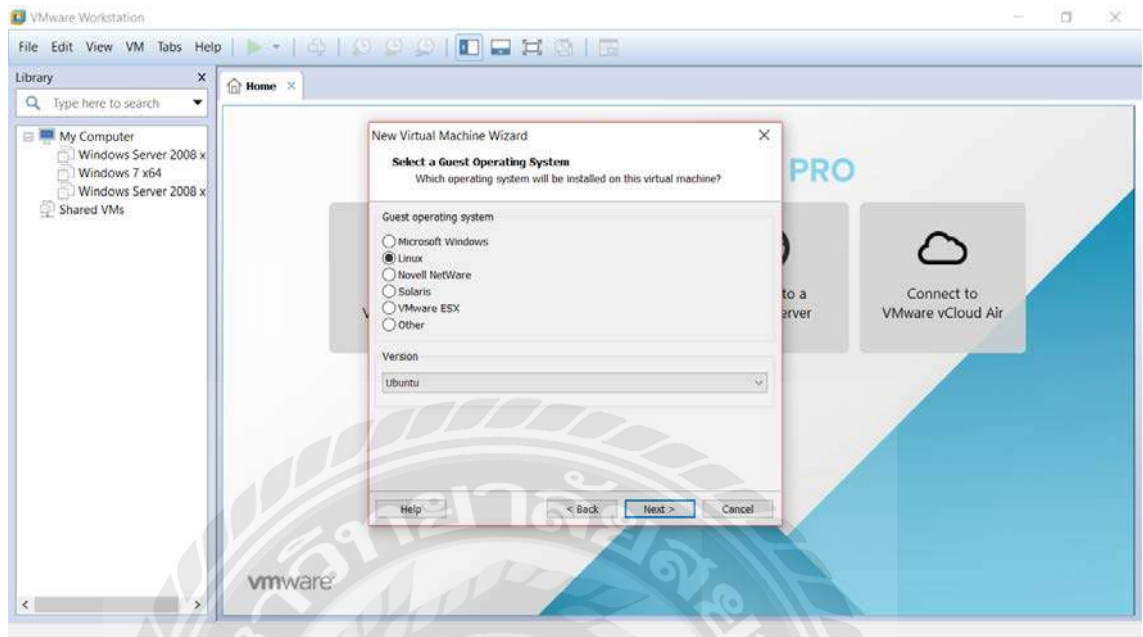 VMware Workstation
File Edit View VM Tabs Help
Library X
Home ×
Type here to search
My Computer
Windows Server 2008 x
Windows 7 x64
Windows Server 2008 x
Shared VMs
New Virtual Machine Wizard
Select a Guest Operating System
Which operating system will be installed on this virtual machine?
PRO
Guest operating system
Microsoft Windows
Linux
Novell NetWare
Solaris
VMware ESX
Other
to a
Connect to
VMware vCloud Air
Version
Ubuntu
Help
< Back
Next >
Cancel
vmware